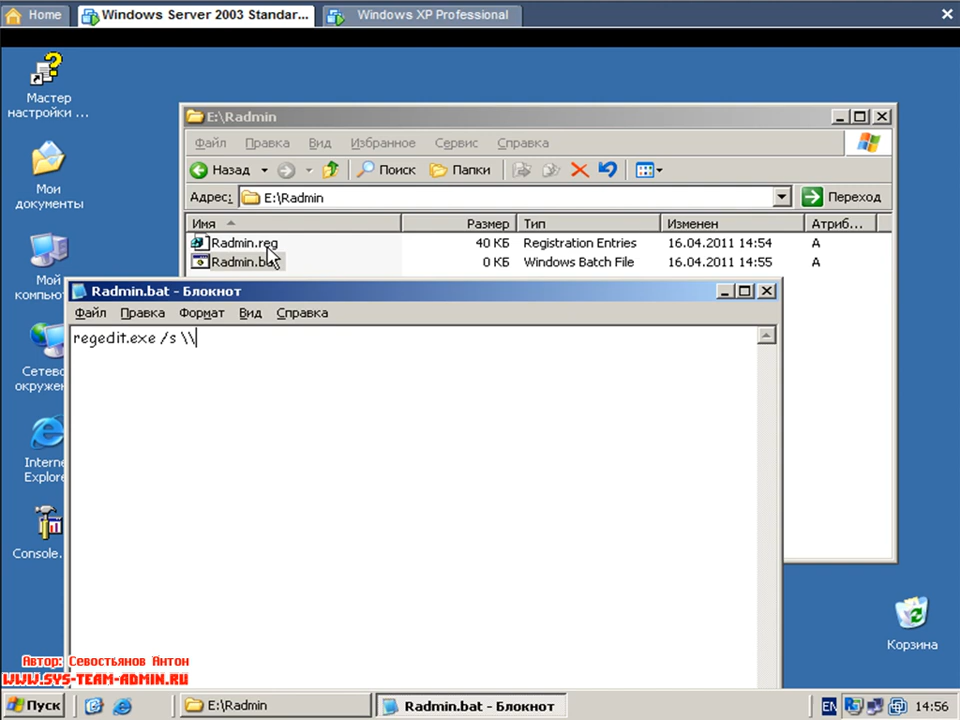 Home
Windows Server 2003 Standar...
Windows XP Professional
Мастер
настройки ...
Мои
документы
Мой
Сетево
окруже
Interne
Explore
Console.
E:\Radmin
Файл Правка Вид Избранное Сервис Справка
Назад Поиск Папки
Адрес: E:\Radmin Переход
Имя Размер Тип Изменен Атриб...
Radmin.reg 40 КБ Registration Entries 16.04.2011 14:54 A
Radmin.bat 0 КБ Windows Batch File 16.04.2011 14:55 A
Radmin.bat - Блокнот
Файл Правка Формат Вид Справка
regedit.exe /s \\
Корзина
Автор: Севостьянов Антон
WWW.SYS-TEAM-ADMIN.RU
Пуск
E:\Radmin
Radmin.bat - Блокнот
EN
14:56